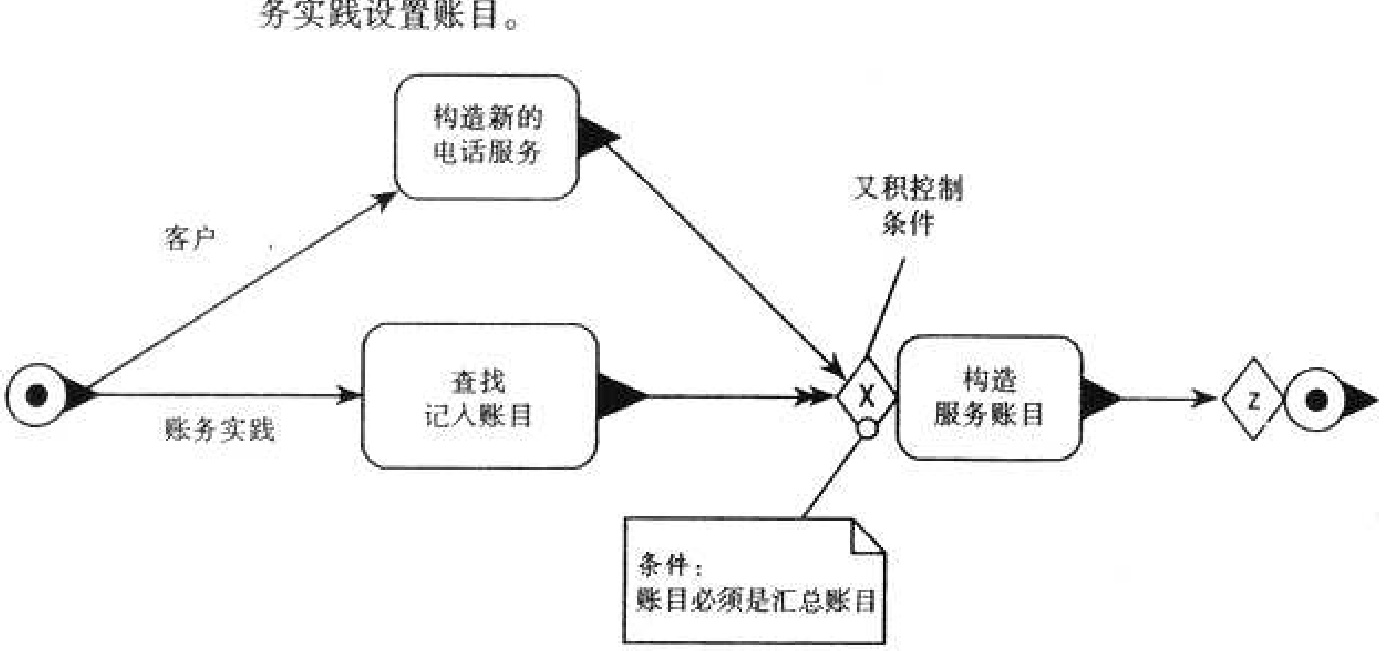 务实践设置账目。
构造新的
电话服务
叉积控制
条件
客户
查找
记入账目
构造
服务账目
X
Z
账务实践
条件：
账目必须是汇总账目